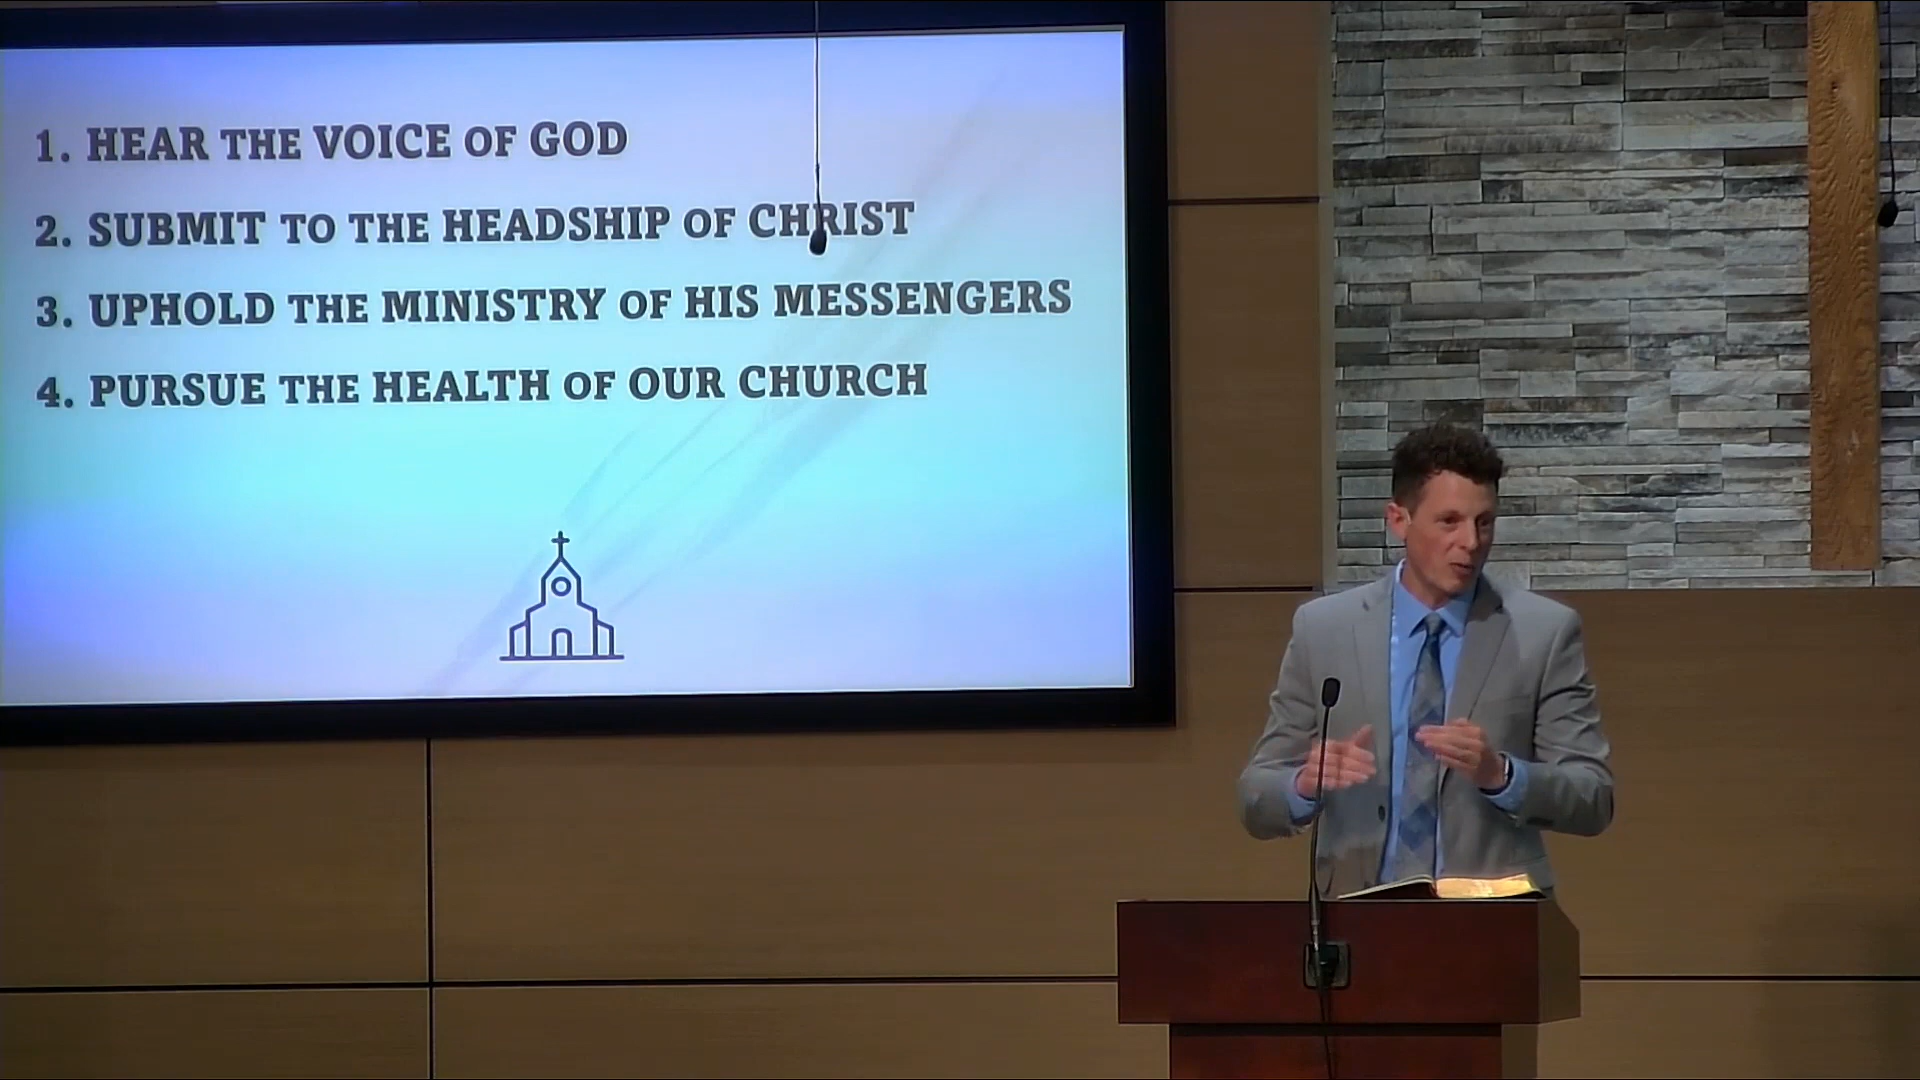 1. HEAR THE VOICE OF GOD
2. SUBMIT TO THE HEADSHIP OF CHRIST
3. UPHOLD THE MINISTRY OF HIS MESSENGERS
4. PURSUE THE HEALTH OF OUR CHURCH